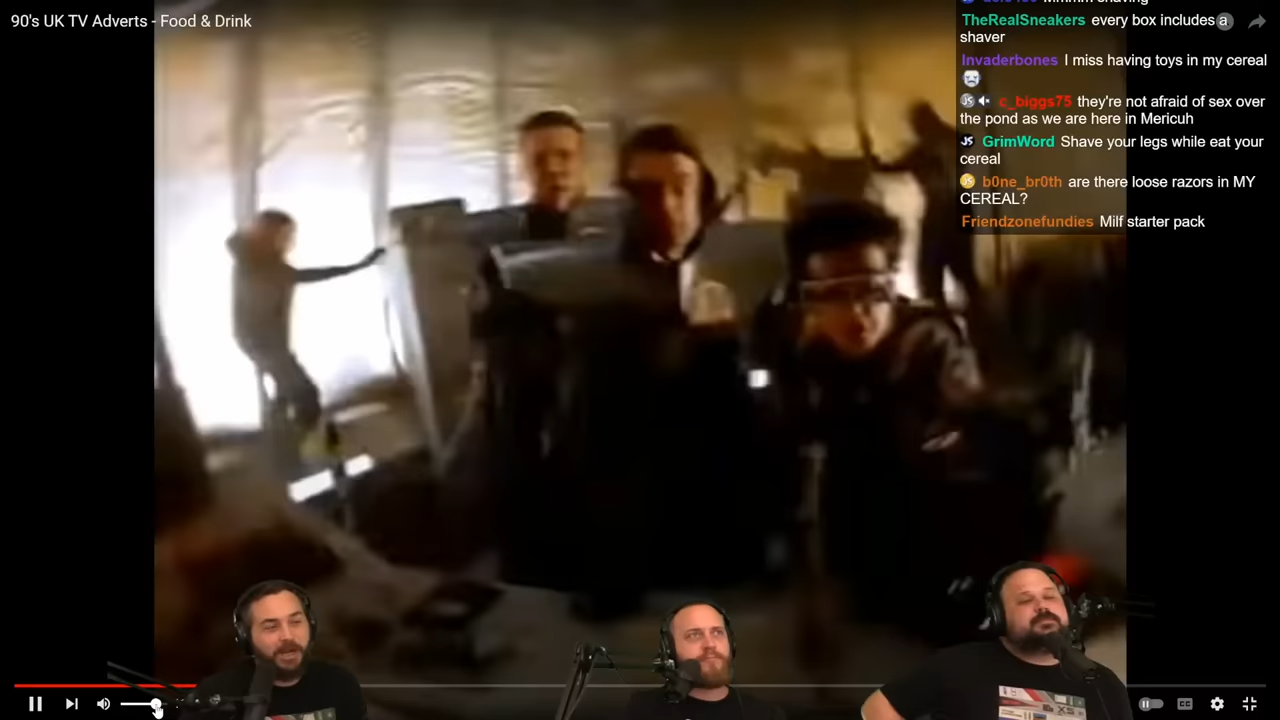 90's UK TV Adverts - Food & Drink
TheRealSneakers every box includes a
shaver
Invaderbones I miss having toys in my cereal
c_biggs75 they're not afraid of sex over
the pond as we are here in Mericuh
GrimWord Shave your legs while eat your
cereal
b0ne_br0th are there loose razors in MY
CEREAL?
Friendzonefundies Milf starter pack